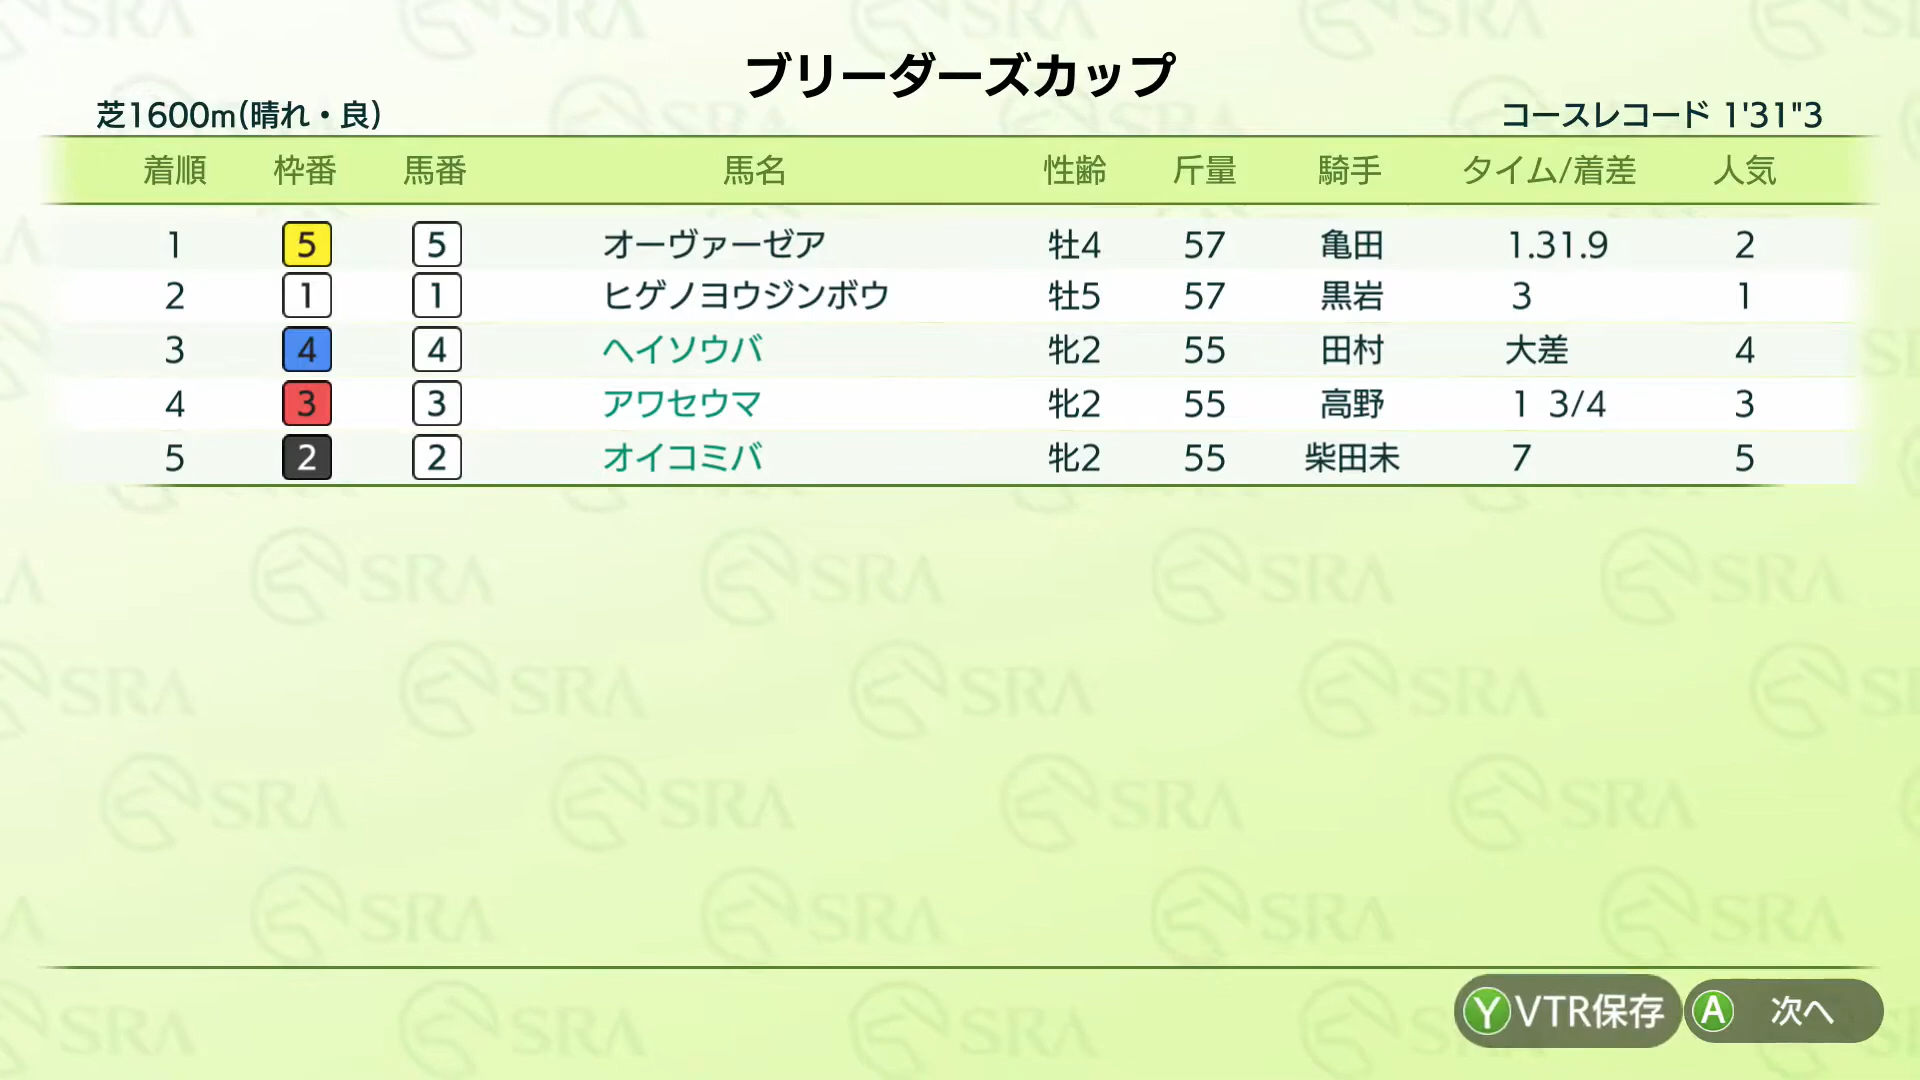 ブリーダーズカップ
芝1600m(晴れ・良) コースレコード 1'31"3
着順 枠番 馬番 馬名 性齢 斤量 騎手 タイム/着差 人気
1 5 5 オーヴァーゼア 牡4 57 亀田 1.31.9 2
2 1 1 ヒゲノヨウジンボウ 牡5 57 黒岩 3 1
3 4 4 ヘイソウバ 牝2 55 田村 大差 4
4 3 3 アワセウマ 牝2 55 高野 1 3/4 3
5 2 2 オイコミバ 牝2 55 柴田未 7 5
SRA
Y VTR保存 A 次へ